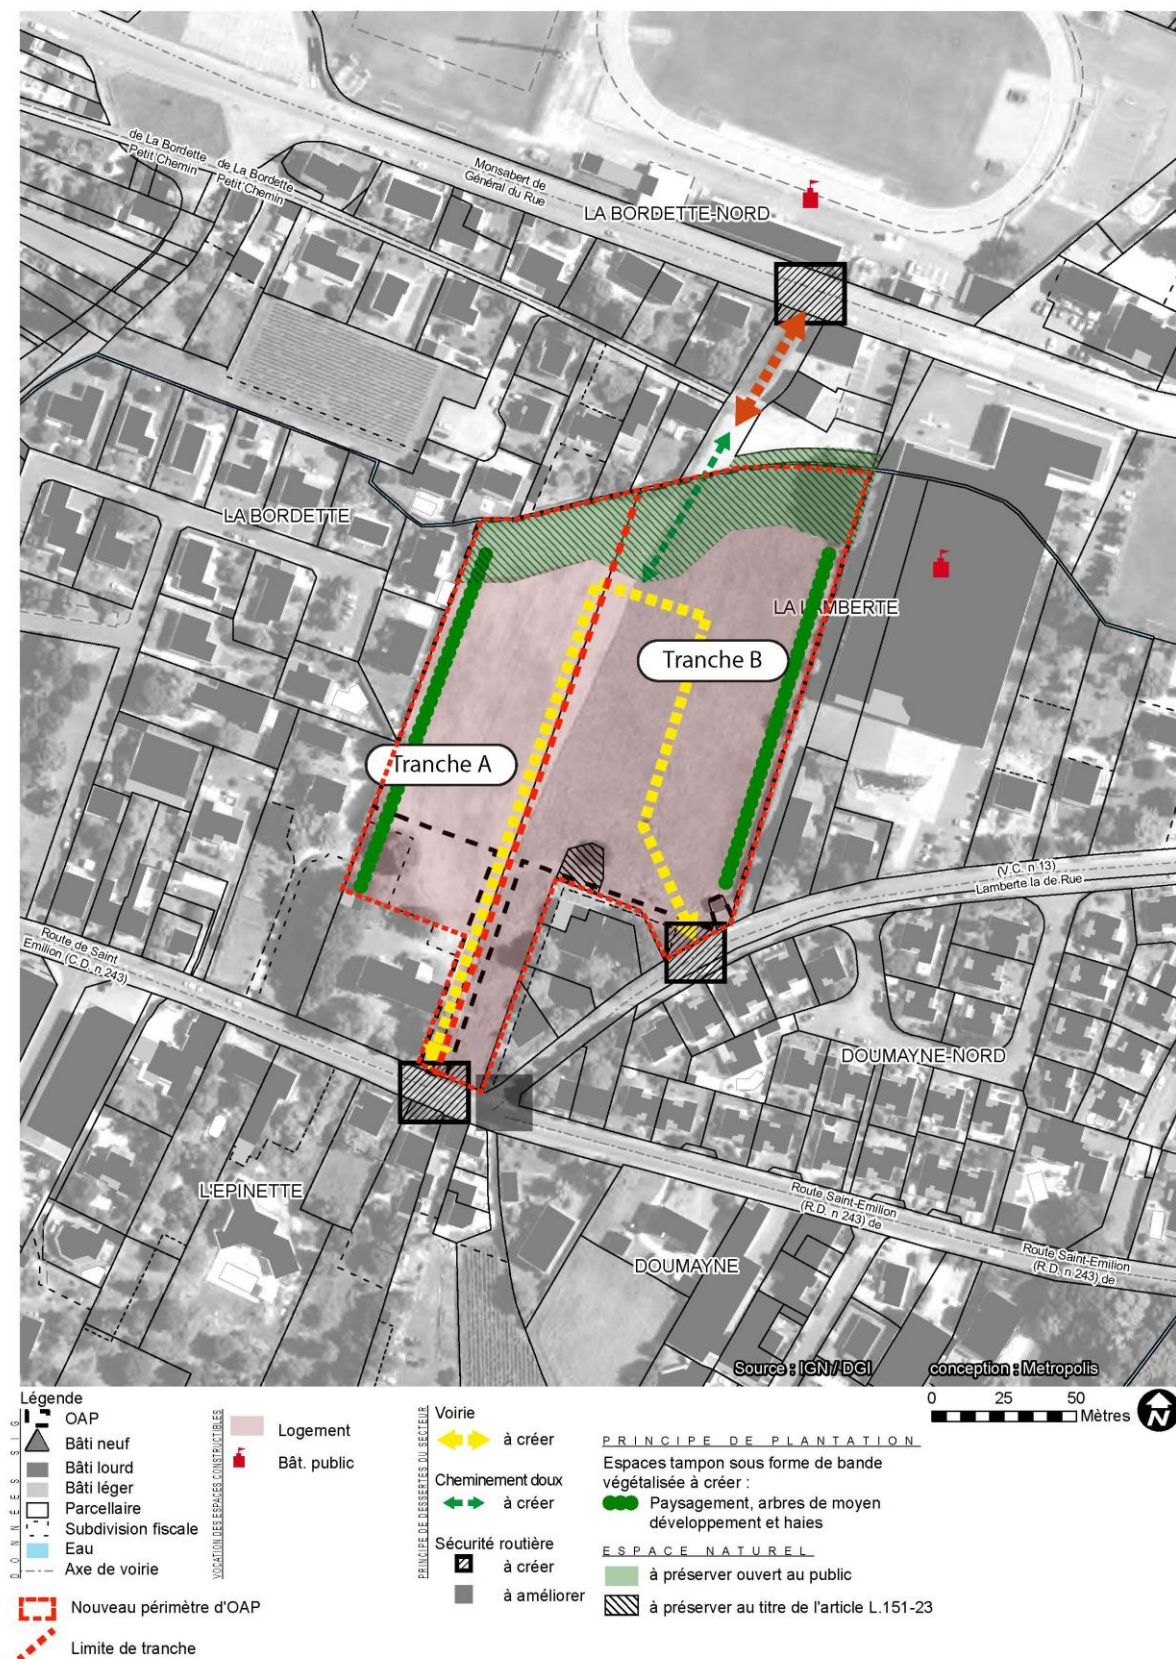 de La Bordette
Petit Chemin
de La Bordette
Petit Chemin
Monsabert de
Général du Rue
LA BORDETTE-NORD
LA BORDETTE
LA LAMBERTE
Tranche B
Tranche A
(V.C. n 13)
Lamberte la de Rue
Route de Saint
Emilion (C.D. n 243)
DOUMAYNE-NORD
L'EPINETTE
Route Saint-Emilion
(R.D. n 243) de
DOUMAYNE
Route Saint-Emilion
(R.D. n 243) de
Source : IGN / DGI
conception : Metropolis
Légende
DONNEES SIG
OAP
Bâti neuf
Bâti lourd
Bâti léger
Parcellaire
Subdivision fiscale
Eau
Axe de voirie
Nouveau périmètre d'OAP
Limite de tranche
VOCATION DES ESPACES CONSTRUCTIBLES
Logement
Bât. public
PRINCIPE DE DESSERTES DU SECTEUR
Voirie
à créer
Cheminement doux
à créer
Sécurité routière
à créer
à améliorer
0 25 50
Mètres
N
PRINCIPE DE PLANTATION
Espaces tampon sous forme de bande
végétalisée à créer :
Paysagement, arbres de moyen
développement et haies
ESPACE NATUREL
à préserver ouvert au public
à préserver au titre de l'article L.151-23